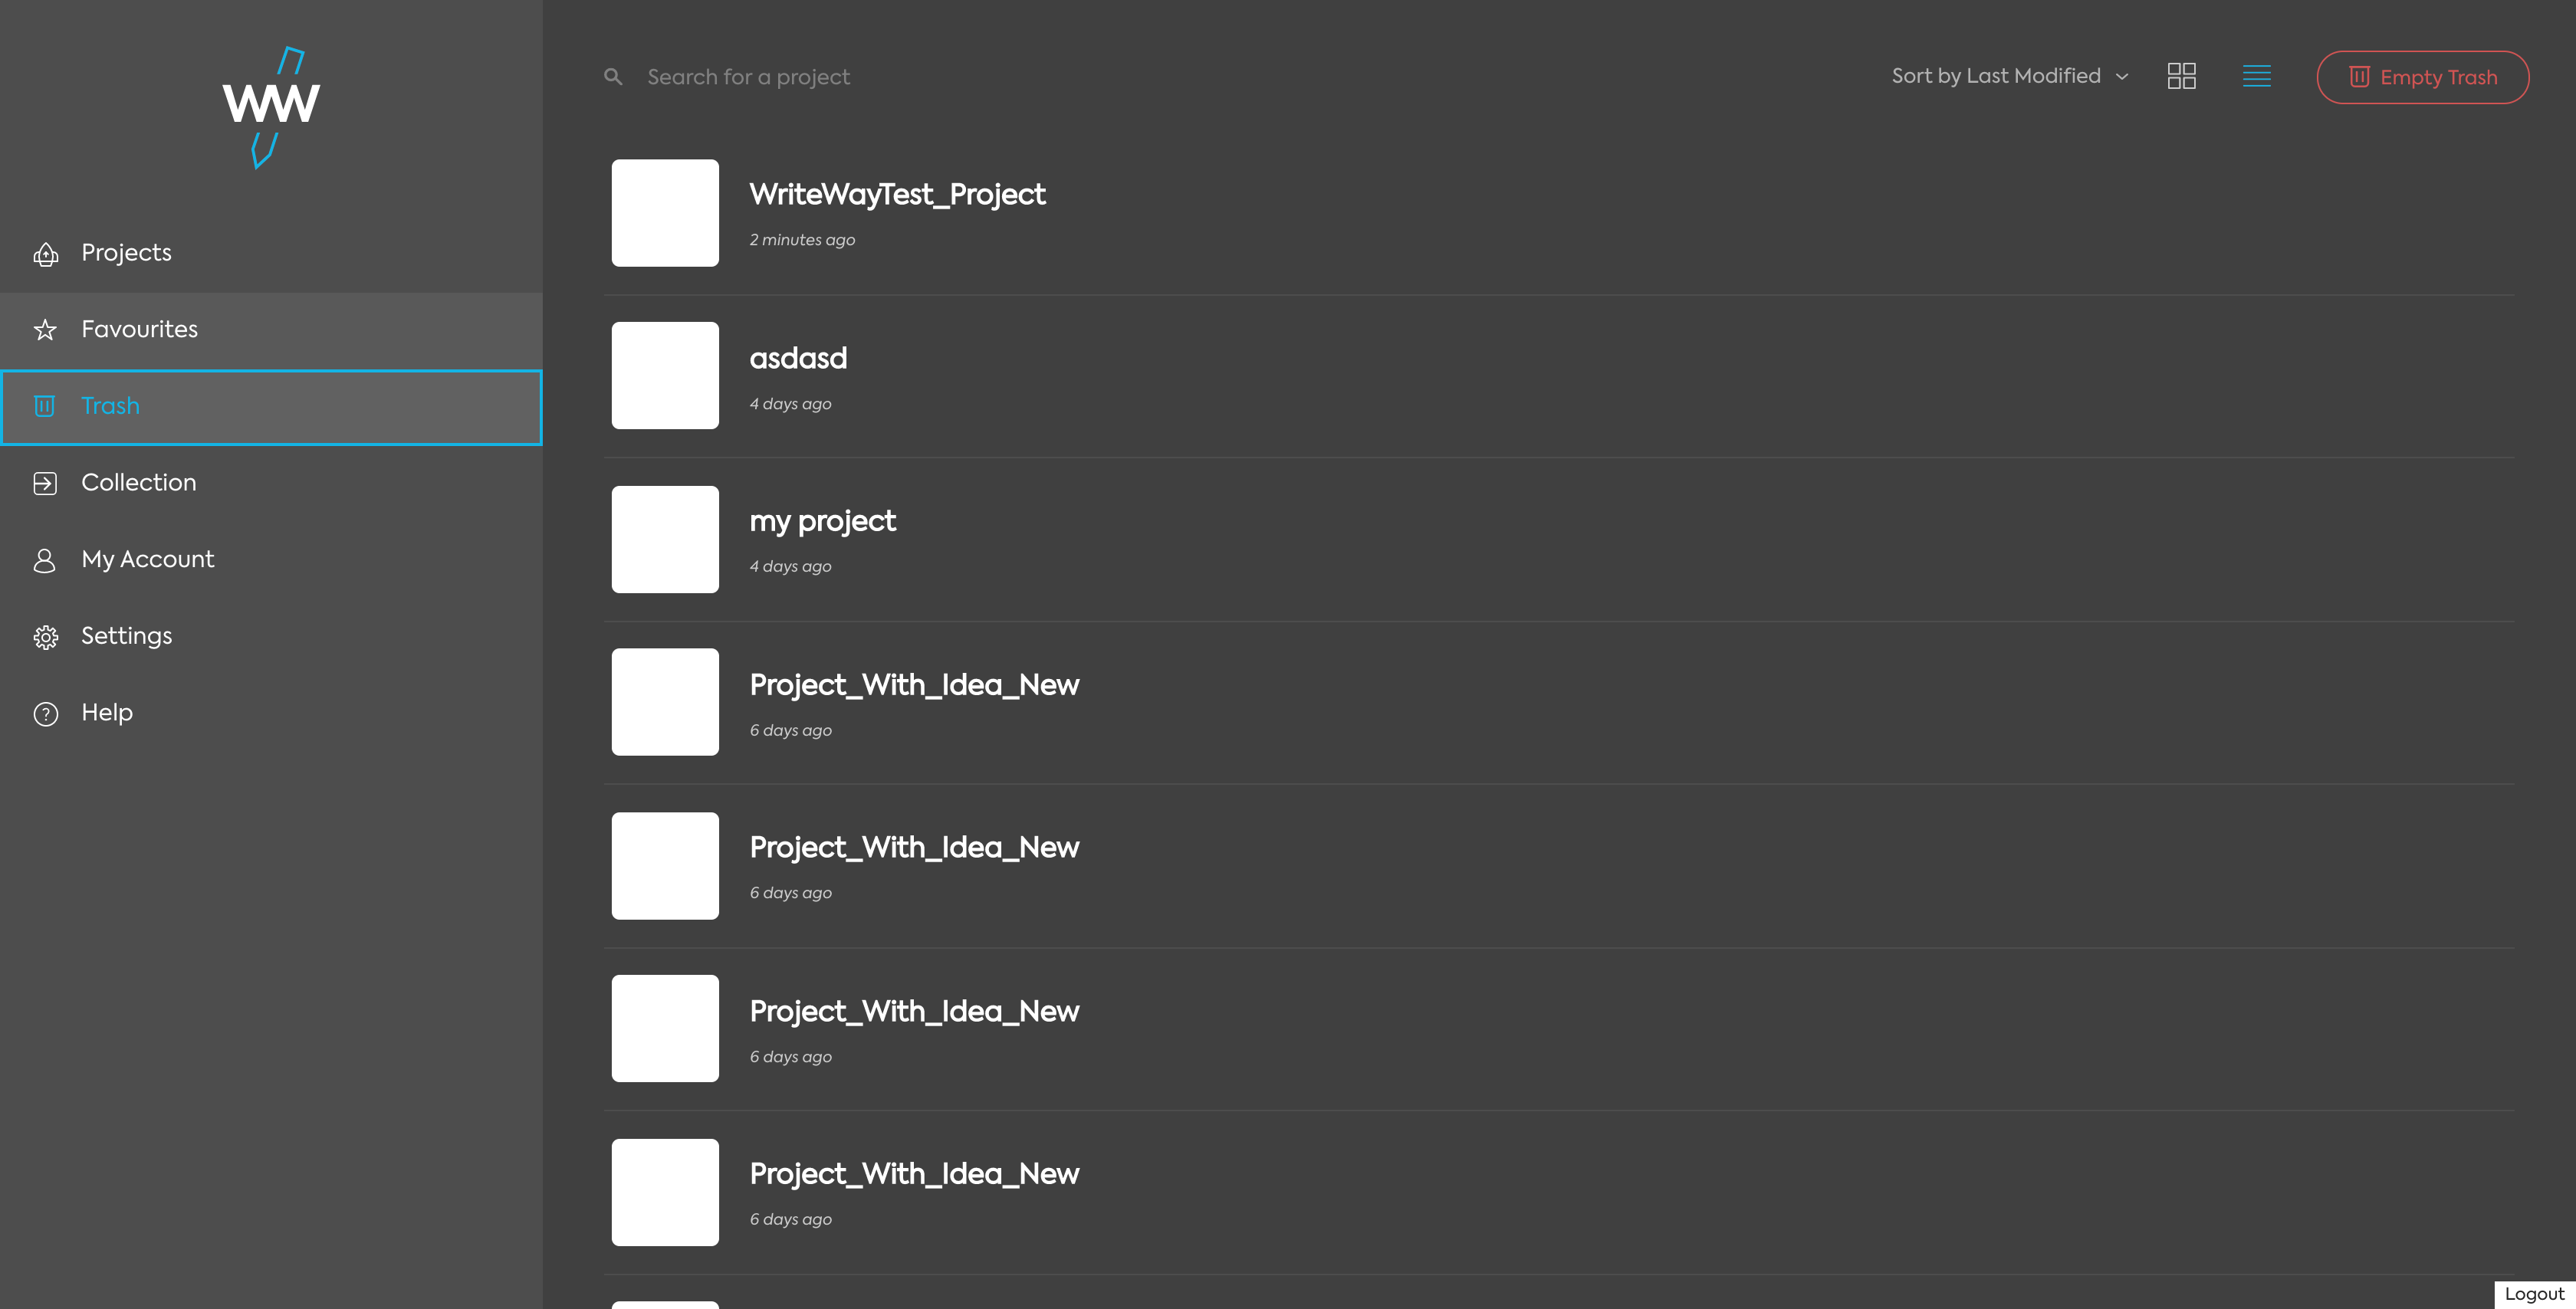 WW
Projects
Favourites
Trash
Collection
My Account
Settings
Help
Search for a project
Sort by Last Modified
Empty Trash
WriteWayTest_Project
2 minutes ago
asdasd
4 days ago
my project
4 days ago
Project_With_Idea_New
6 days ago
Project_With_Idea_New
6 days ago
Project_With_Idea_New
6 days ago
Project_With_Idea_New
6 days ago
Logout